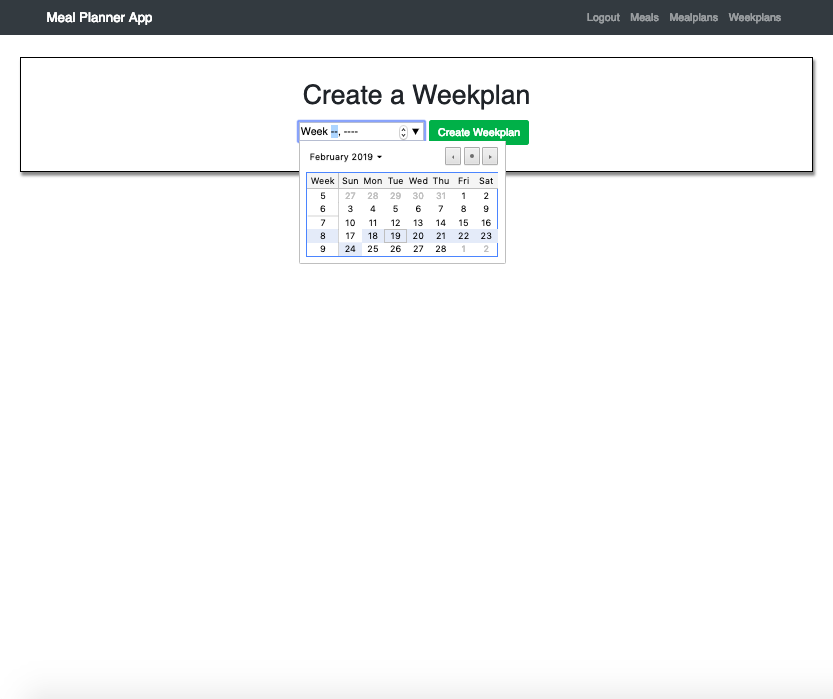 Meal Planner App Logout Meals Mealplans Weekplans
Create a Weekplan
Week --, ---- Create Weekplan
February 2019
Week Sun Mon Tue Wed Thu Fri Sat
5 27 28 29 30 31 1 2
6 3 4 5 6 7 8 9
7 10 11 12 13 14 15 16
8 17 18 19 20 21 22 23
9 24 25 26 27 28 1 2